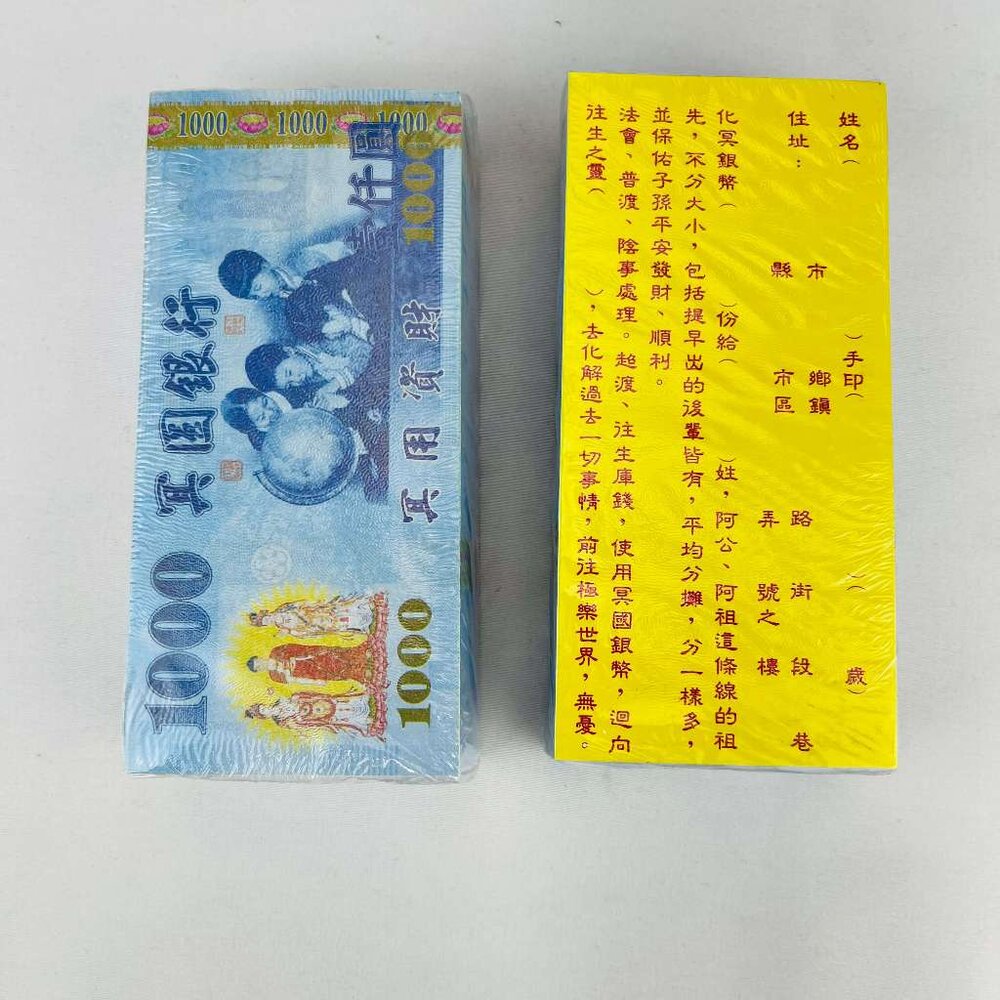 1000 1000 1000
壹仟圓
1000
冥國銀行
冥用資財
1000
1000
姓名( )手印( )( 歲)
住址: 市 鄉鎮 路 街 段 巷
縣 市區 弄 號之 樓
化冥銀幣( )份給( )姓,阿公、阿祖這條線的祖
先,不分大小,包括提早出的後輩皆有,平均分攤,分一樣多,
並保佑子孫平安發財、順利。
法會、普渡、陰事處理。超渡、往生庫錢,使用冥國銀幣,迴向
往生之靈( ),去化解過去一切事情,前往極樂世界,無憂。